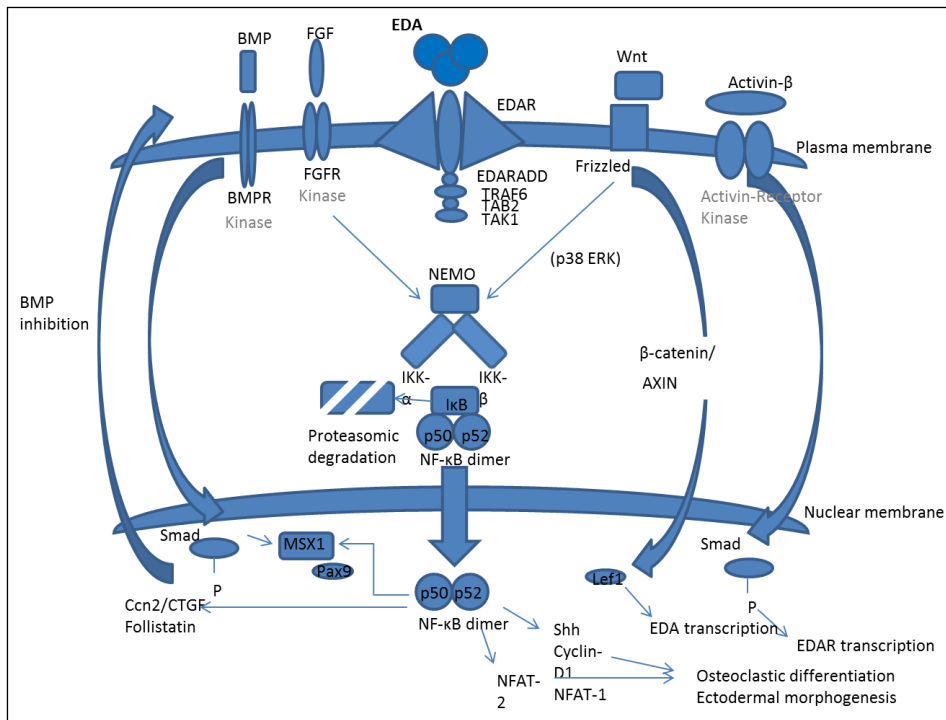 BMP
FGF
EDA
Wnt
Activin-β
EDAR
Plasma membrane
BMPR
Kinase
FGFR
Kinase
EDARADD
TRAF6
TAB2
TAK1
Frizzled
Activin-Receptor
Kinase
(p38 ERK)
NEMO
BMP
inhibition
β-catenin/
AXIN
IKK-
α
IKK-
β
IκB
p50
p52
NF-κB dimer
Proteasomic
degradation
Nuclear membrane
Smad
MSX1
Pax9
P
Ccn2/CTGF
Follistatin
p50
p52
NF-κB dimer
Smad
Lef1
P
EDA transcription
EDAR transcription
Shh
Cyclin-
D1
NFAT-1
NFAT-
2
Osteoclastic differentiation
Ectodermal morphogenesis